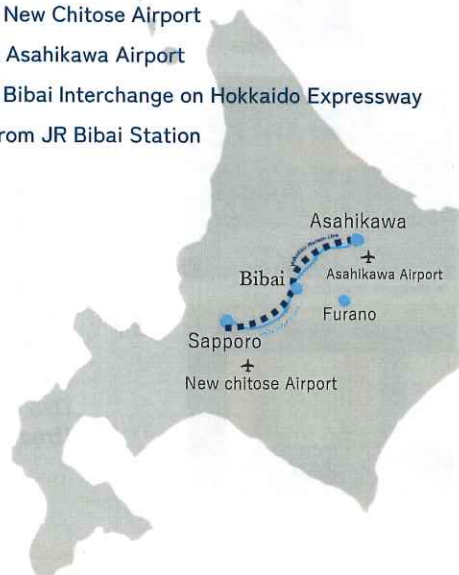 New Chitose Airport
Asahikawa Airport
Bibai Interchange on Hokkaido Expressway
rom JR Bibai Station
Asahikawa
Asahikawa Airport
Bibai
Furano
Sapporo
New chitose Airport